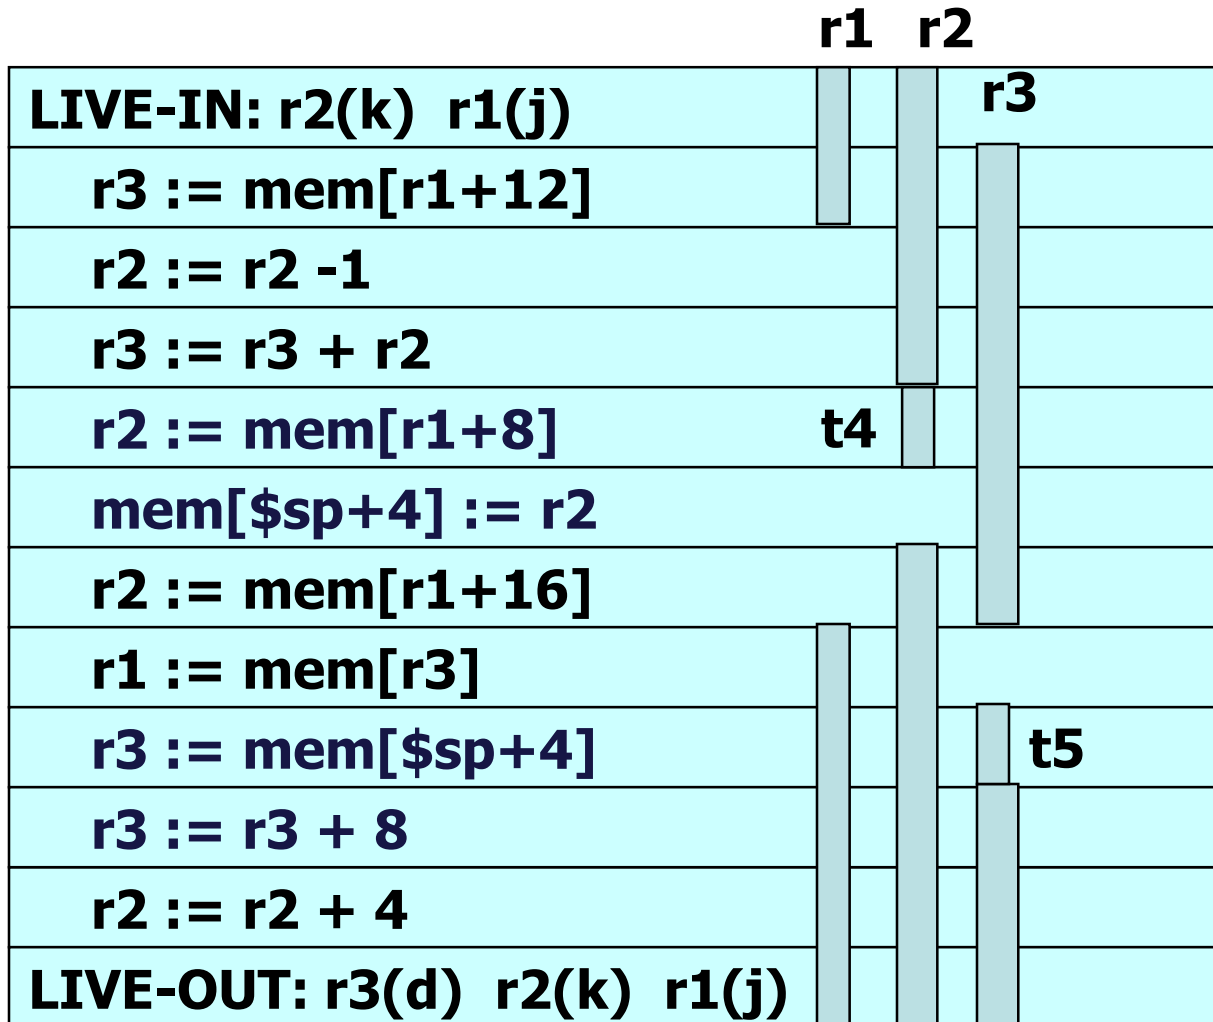 r1 r2
r3
LIVE-IN: r2(k) r1(j)
r3 := mem[r1+12]
r2 := r2 -1
r3 := r3 + r2
r2 := mem[r1+8] t4
mem[$sp+4] := r2
r2 := mem[r1+16]
r1 := mem[r3]
r3 := mem[$sp+4] t5
r3 := r3 + 8
r2 := r2 + 4
LIVE-OUT: r3(d) r2(k) r1(j)